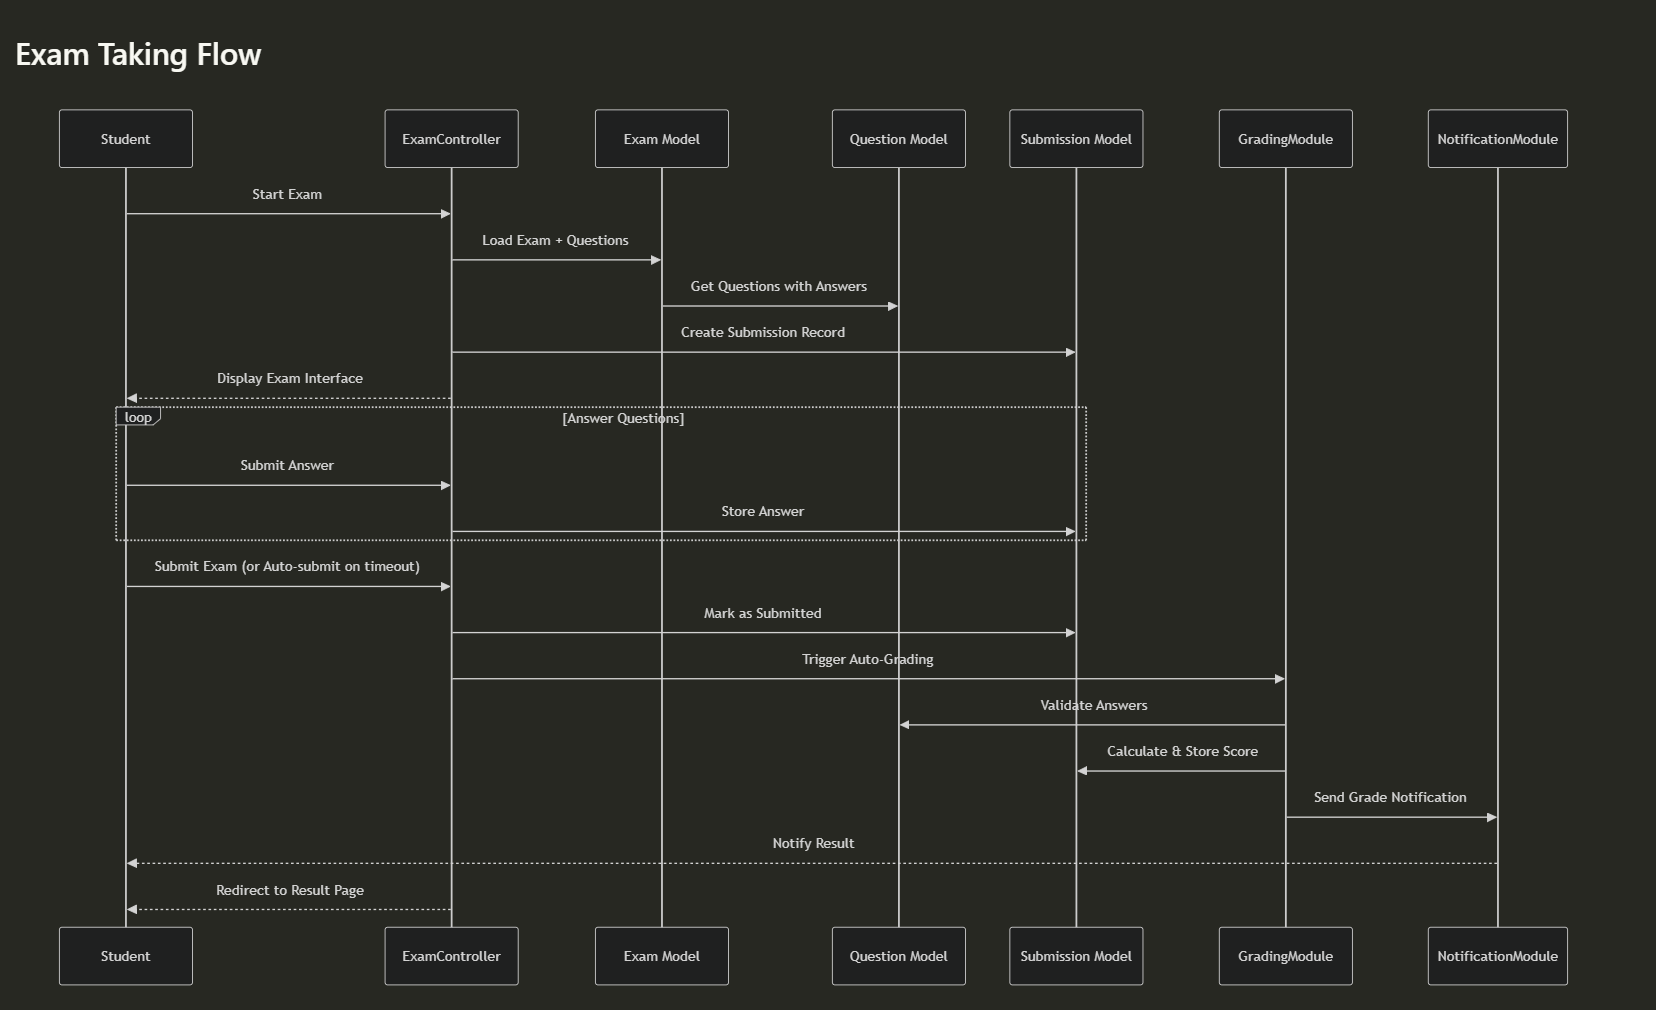 Exam Taking Flow
Student
ExamController
Exam Model
Question Model
Submission Model
GradingModule
NotificationModule
Start Exam
Load Exam + Questions
Get Questions with Answers
Create Submission Record
Display Exam Interface
loop
[Answer Questions]
Submit Answer
Store Answer
Submit Exam (or Auto-submit on timeout)
Mark as Submitted
Trigger Auto-Grading
Validate Answers
Calculate & Store Score
Send Grade Notification
Notify Result
Redirect to Result Page
Student
ExamController
Exam Model
Question Model
Submission Model
GradingModule
NotificationModule